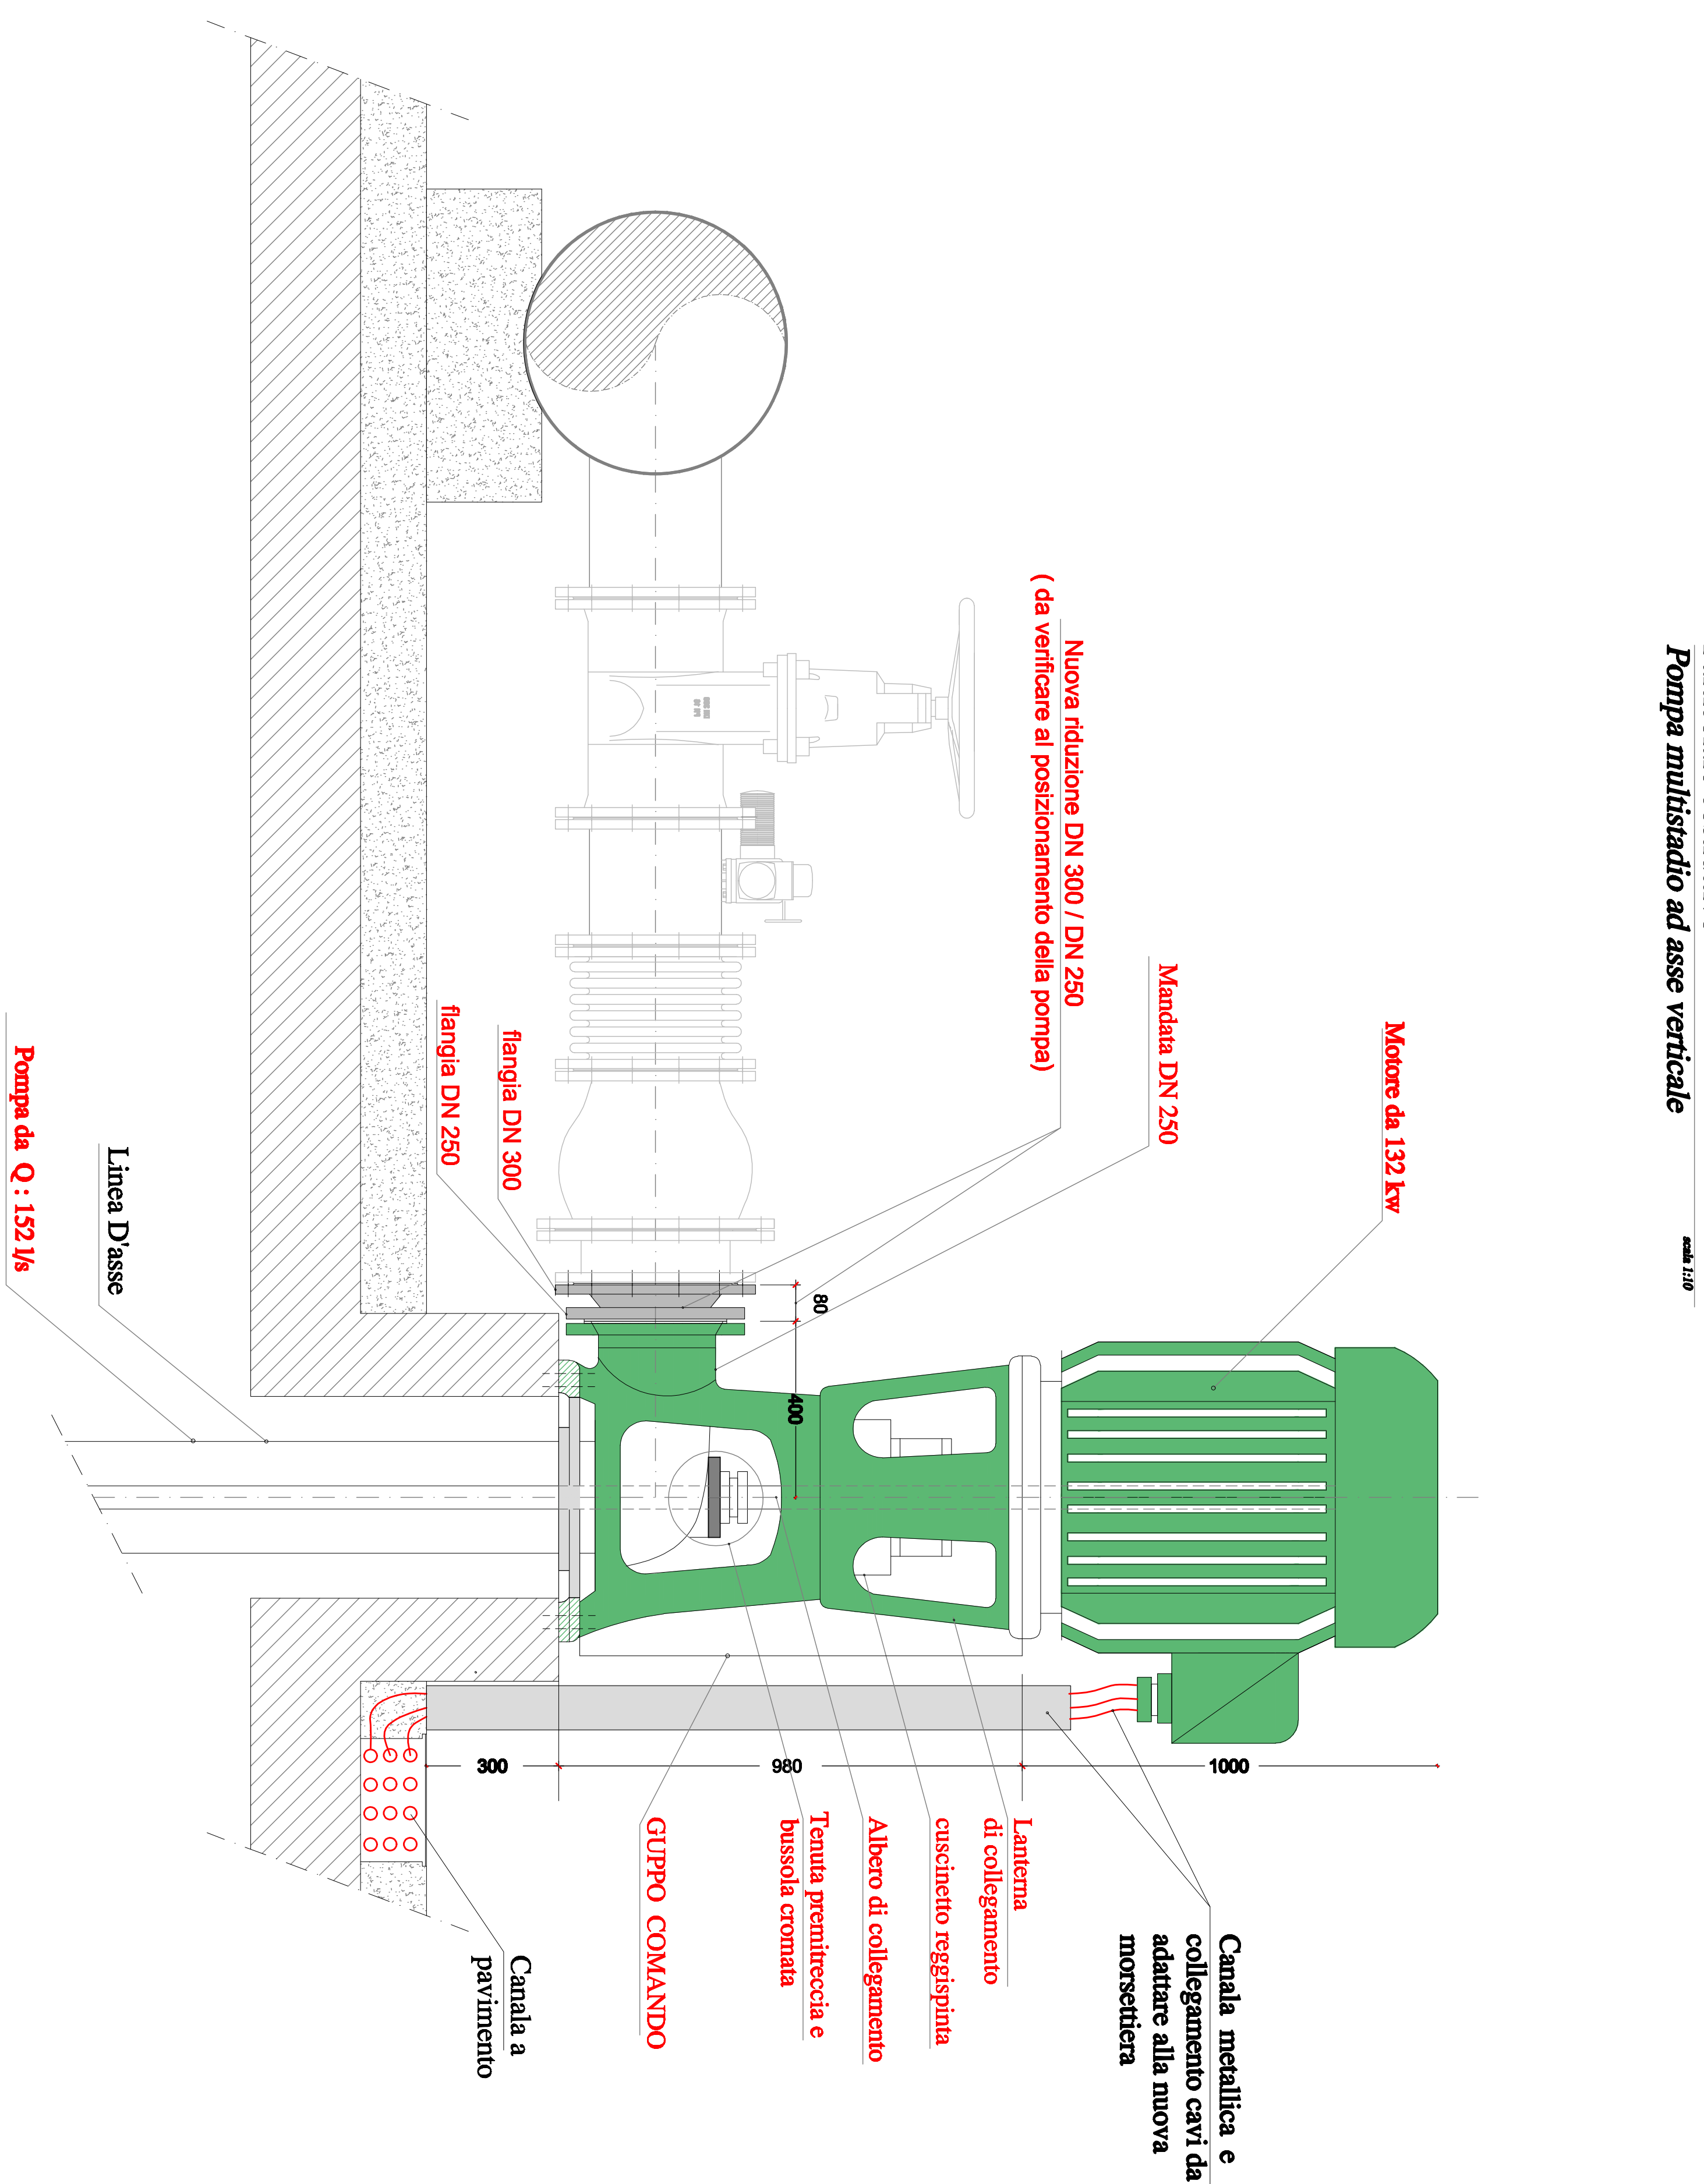 Pompa multistadio ad asse verticale
scala 1:10
Motore da 132 kw
Mandata DN 250
Nuova riduzione DN 300 / DN 250
( da verificare al posizionamento della pompa)
80
400
flangia DN 300
flangia DN 250
Linea D'asse
Pompa da Q : 152 l/s
1000
980
300
Canala metallica e
collegamento cavi da
adattare alla nuova
morsettiera
Lanterna
di collegamento
cuscinetto reggispinta
Albero di collegamento
Tenuta premitreccia e
bussola cromata
GUPPO COMANDO
Canala a
pavimento